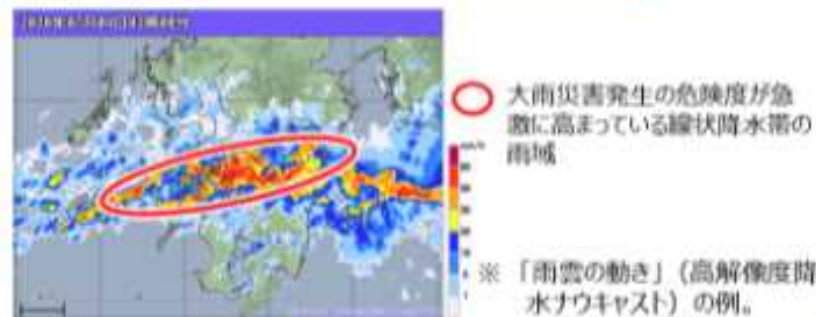 大雨災害発生の危険度が急
激に高まっている線状降水帯の
雨域
※ 「雨雲の動き」（高解像度降
水ナウキャスト）の例。